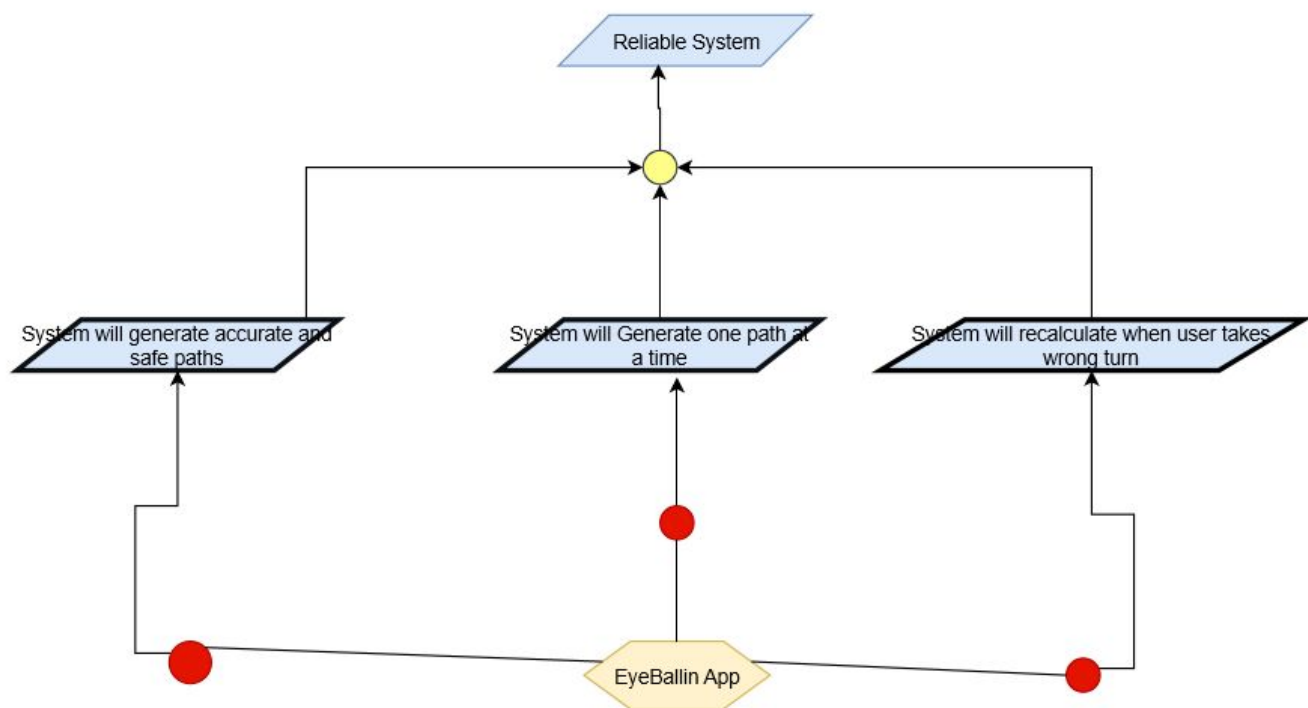 Reliable System
System will generate accurate and
safe paths
System will Generate one path at
a time
System will recalculate when user takes
wrong turn
EyeBallin App